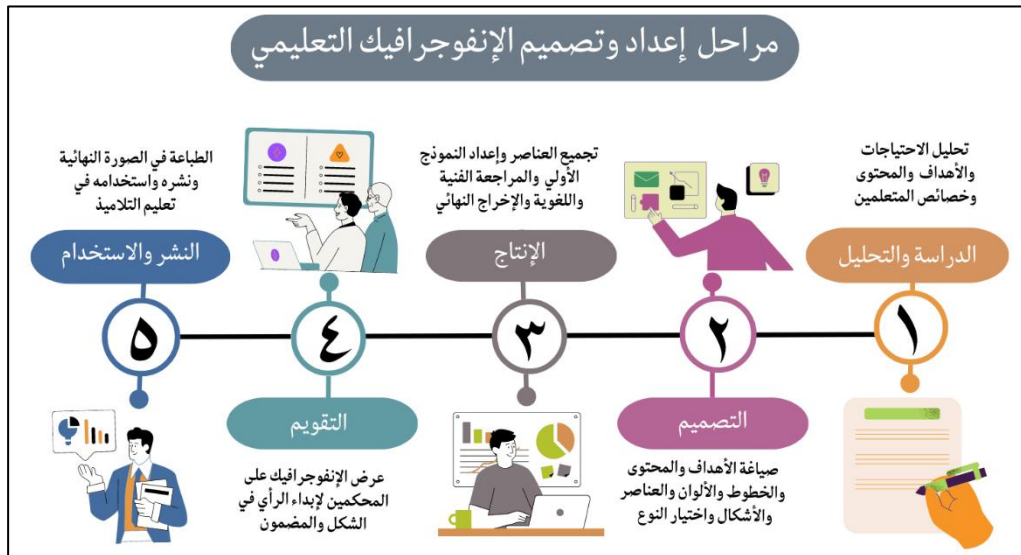 مراحل إعداد وتصميم الإنفوجرافيك التعليمي
تحليل الاحتياجات
والأهداف والمحتوى
وخصائص المتعلمين
الدراسة والتحليل
١
٢
التصميم
صياغة الأهداف والمحتوى
والخطوط والألوان والعناصر
والأشكال واختيار النوع
تجميع العناصر وإعداد النموذج
الأولي والمراجعة الفنية
واللغوية والإخراج النهائي
الإنتاج
٣
٤
التقويم
عرض الإنفوجرافيك على
المحكمين لإبداء الرأي في
الشكل والمضمون
الطباعة في الصورة النهائية
ونشره واستخدامه في
تعليم التلاميذ
النشر والاستخدام
٥